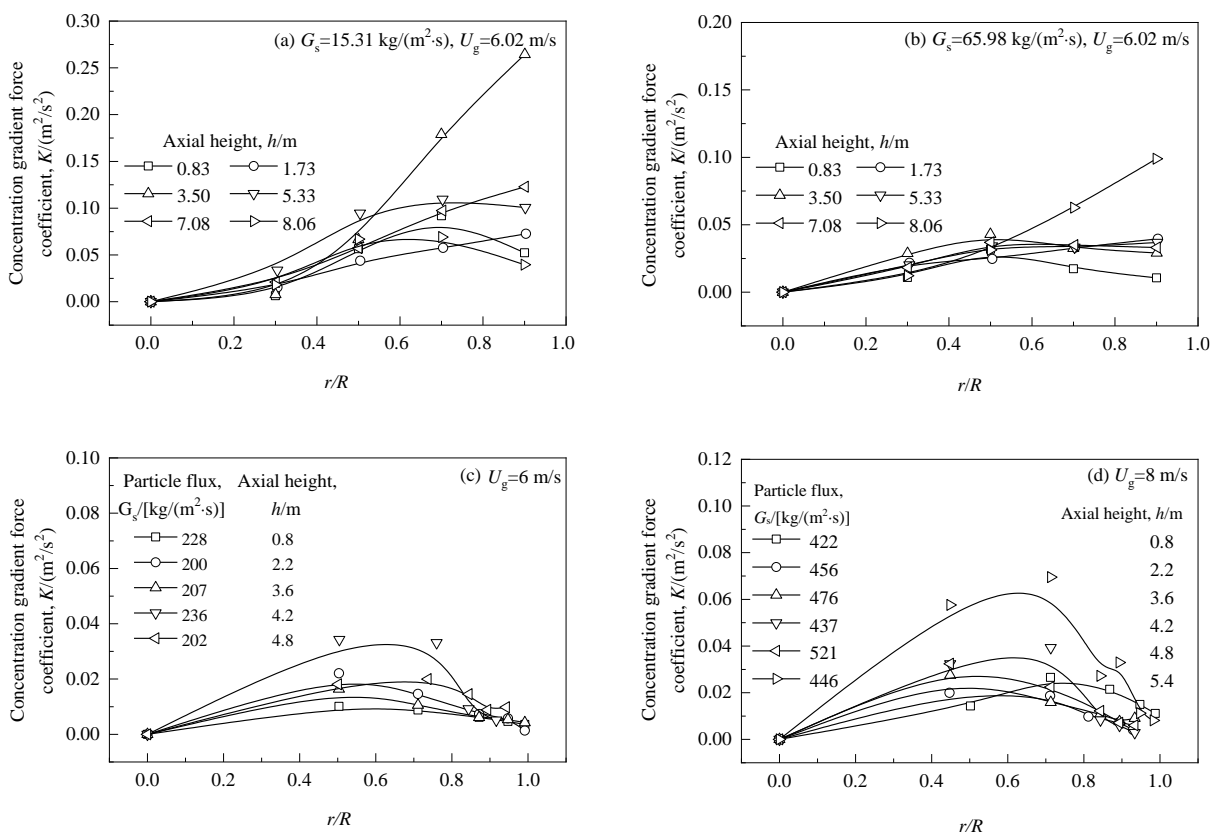 (a) Gs=15.31 kg/(m²·s), Ug=6.02 m/s
Concentration gradient force
coefficient, K/(m²/s²)
0.30
0.25
0.20
0.15
0.10
0.05
0.00
Axial height, h/m
0.83 1.73
3.50 5.33
7.08 8.06
0.0 0.2 0.4 0.6 0.8 1.0
r/R
(b) Gs=65.98 kg/(m²·s), Ug=6.02 m/s
Concentration gradient force
coefficient, K/(m²/s²)
0.20
0.15
0.10
0.05
0.00
Axial height, h/m
0.83 1.73
3.50 5.33
7.08 8.06
0.0 0.2 0.4 0.6 0.8 1.0
r/R
(c) Ug=6 m/s
Concentration gradient force
coefficient, K/(m²/s²)
0.10
0.08
0.06
0.04
0.02
0.00
Particle flux, Axial height,
Gs/[kg/(m²·s)] h/m
228 0.8
200 2.2
207 3.6
236 4.2
202 4.8
0.0 0.2 0.4 0.6 0.8 1.0
r/R
(d) Ug=8 m/s
Concentration gradient force
coefficient, K/(m²/s²)
0.12
0.10
0.08
0.06
0.04
0.02
0.00
Particle flux,
Gs/[kg/(m²·s)] Axial height, h/m
422 0.8
456 2.2
476 3.6
437 4.2
521 4.8
446 5.4
0.0 0.2 0.4 0.6 0.8 1.0
r/R